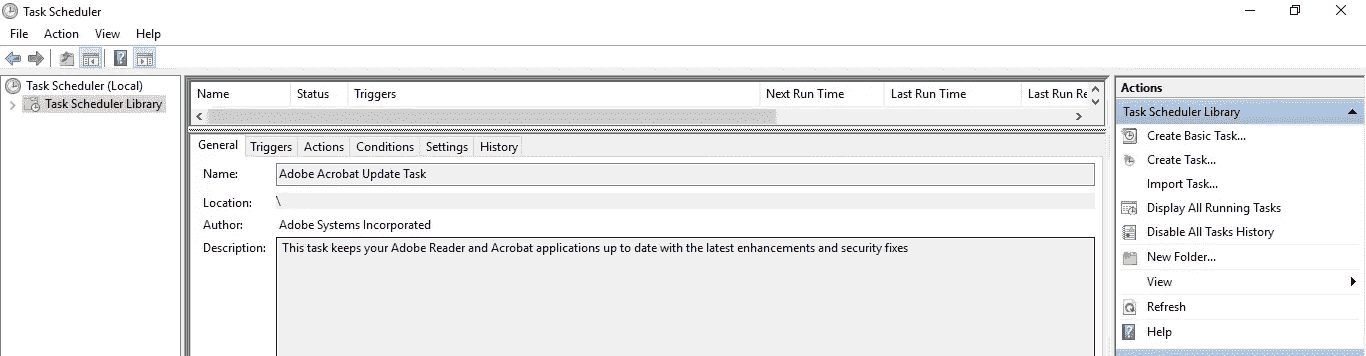 Task Scheduler
File Action View Help
Task Scheduler (Local)
Task Scheduler Library
Name Status Triggers Next Run Time Last Run Time Last Run Re
General Triggers Actions Conditions Settings History
Name: Adobe Acrobat Update Task
Location: \
Author: Adobe Systems Incorporated
Description: This task keeps your Adobe Reader and Acrobat applications up to date with the latest enhancements and security fixes
Actions
Task Scheduler Library
Create Basic Task...
Create Task...
Import Task...
Display All Running Tasks
Disable All Tasks History
New Folder...
View
Refresh
Help